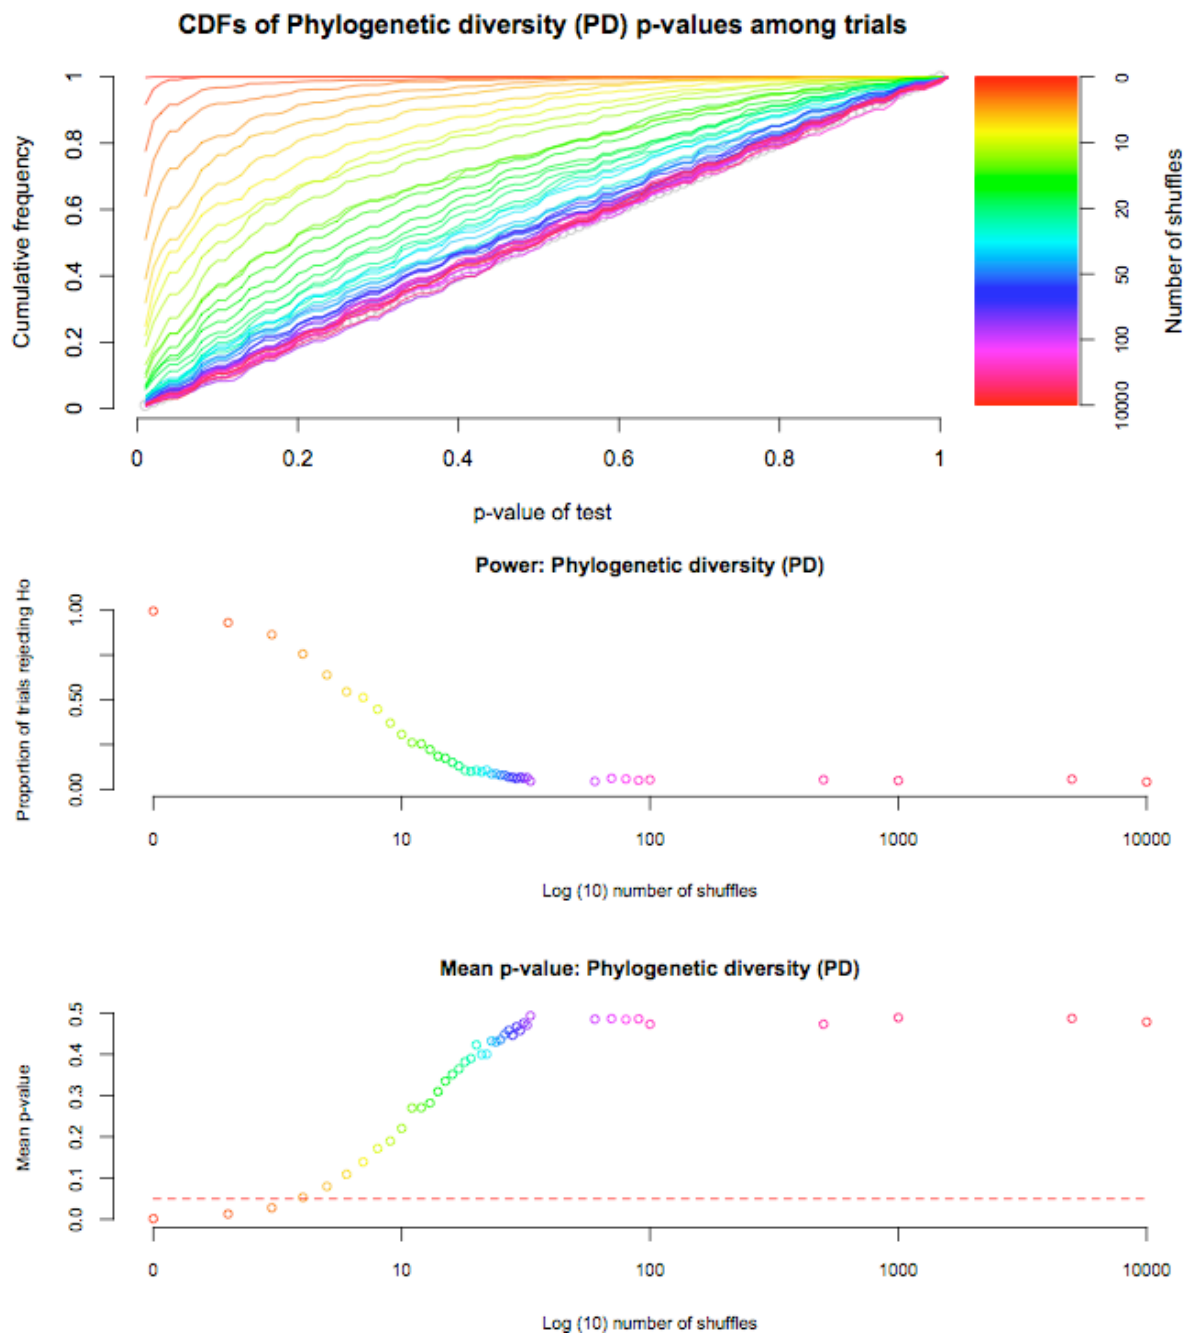 CDFs of Phylogenetic diversity (PD) p-values among trials
Cumulative frequency
1
0.8
0.6
0.4
0.2
0
0 0.2 0.4 0.6 0.8 1
p-value of test
0
10
20
50
100
10000
Number of shuffles
Power: Phylogenetic diversity (PD)
Proportion of trials rejecting Ho
1.00
0.50
0.00
0 10 100 1000 10000
Log (10) number of shuffles
Mean p-value: Phylogenetic diversity (PD)
Mean p-value
0.5
0.4
0.3
0.2
0.1
0.0
0 10 100 1000 10000
Log (10) number of shuffles